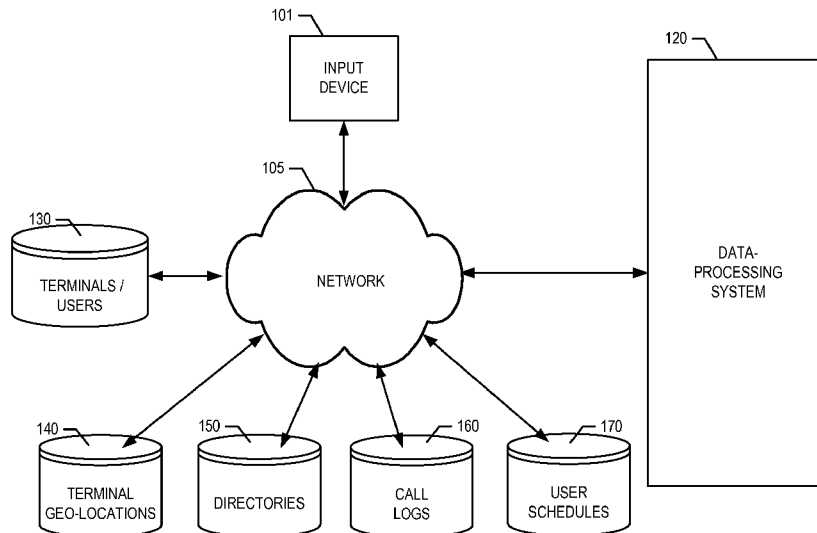 101
INPUT
DEVICE
120
105
130
TERMINALS /
USERS
NETWORK
DATA-
PROCESSING
SYSTEM
140
TERMINAL
GEO-LOCATIONS
150
DIRECTORIES
160
CALL
LOGS
170
USER
SCHEDULES